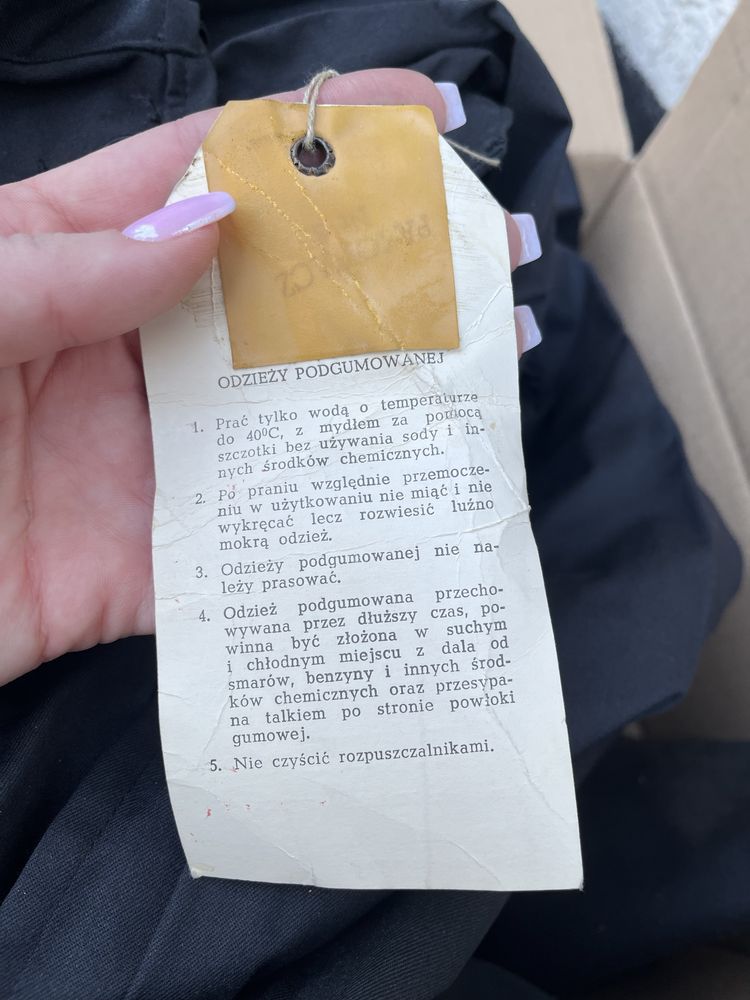 ODZIEŻY PODGUMOWANEJ
1. Prać tylko wodą o temperaturze
do 40⁰C, z mydłem za pomocą
szczotki bez używania sody i in-
nych środków chemicznych.
2. Po praniu względnie przemocze-
niu w użytkowaniu nie miąć i nie
wykręcać lecz rozwiesić luźno
mokrą odzież.
3. Odzieży podgumowanej nie na-
leży prasować.
4. Odzież podgumowana przecho-
wywana przez dłuższy czas, po-
winna być złożona w suchym
i chłodnym miejscu z dala od
smarów, benzyny i innych środ-
ków chemicznych oraz przesypa-
na talkiem po stronie powłoki
gumowej.
5. Nie czyścić rozpuszczalnikami.